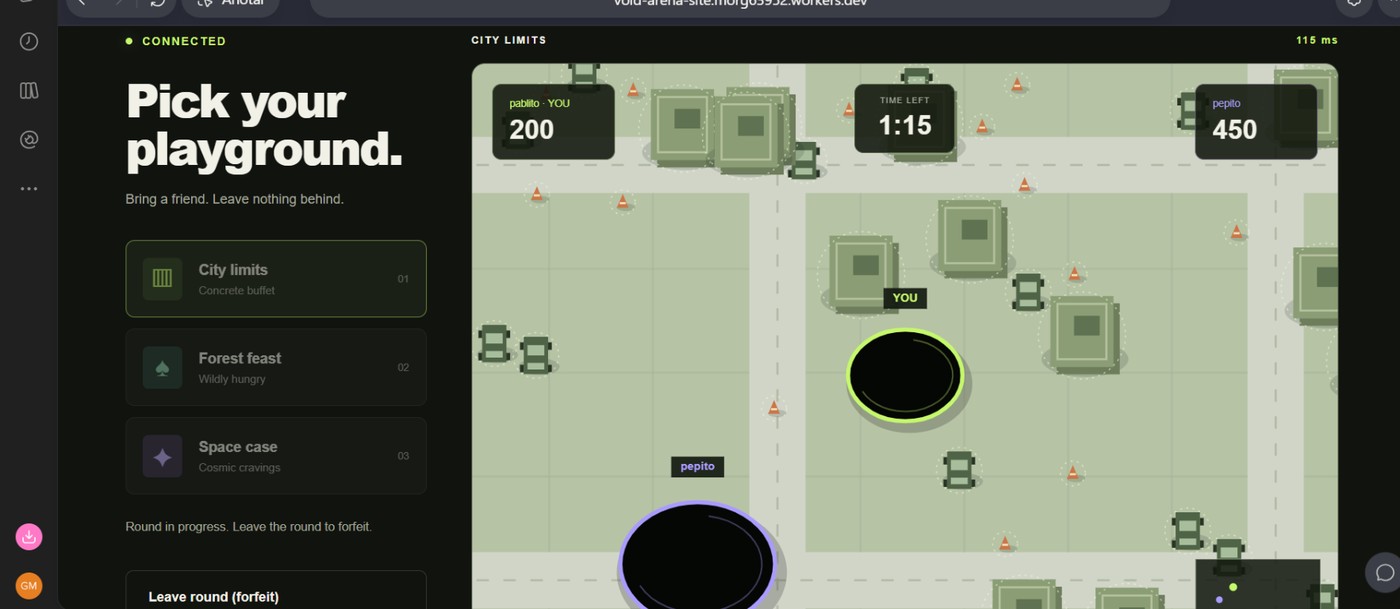 Anotar
void-arena-site.morg63952.workers.dev
CONNECTED
Pick your
playground.
Bring a friend. Leave nothing behind.
City limits
Concrete buffet
01
Forest feast
Wildly hungry
02
Space case
Cosmic cravings
03
Round in progress. Leave the round to forfeit.
Leave round (forfeit)
GM
CITY LIMITS
115 ms
pablito · YOU
200
TIME LEFT
1:15
pepito
450
YOU
pepito